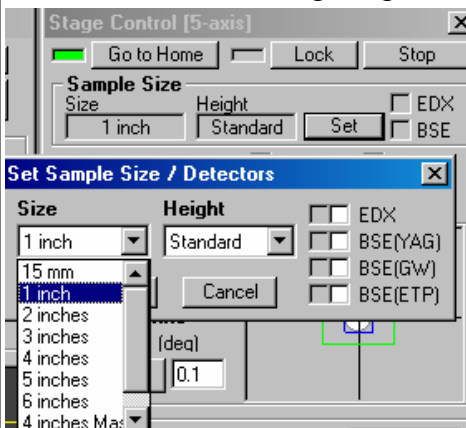 Stage Control [5-axis]
Go to Home Lock Stop
Sample Size
Size Height EDX
1 inch Standard Set BSE
Set Sample Size / Detectors
Size Height EDX
1 inch Standard BSE(YAG)
15 mm BSE(GW)
1 inch Cancel BSE(ETP)
2 inches
3 inches (deg)
4 inches
5 inches 0.1
6 inches
4 inches Mas